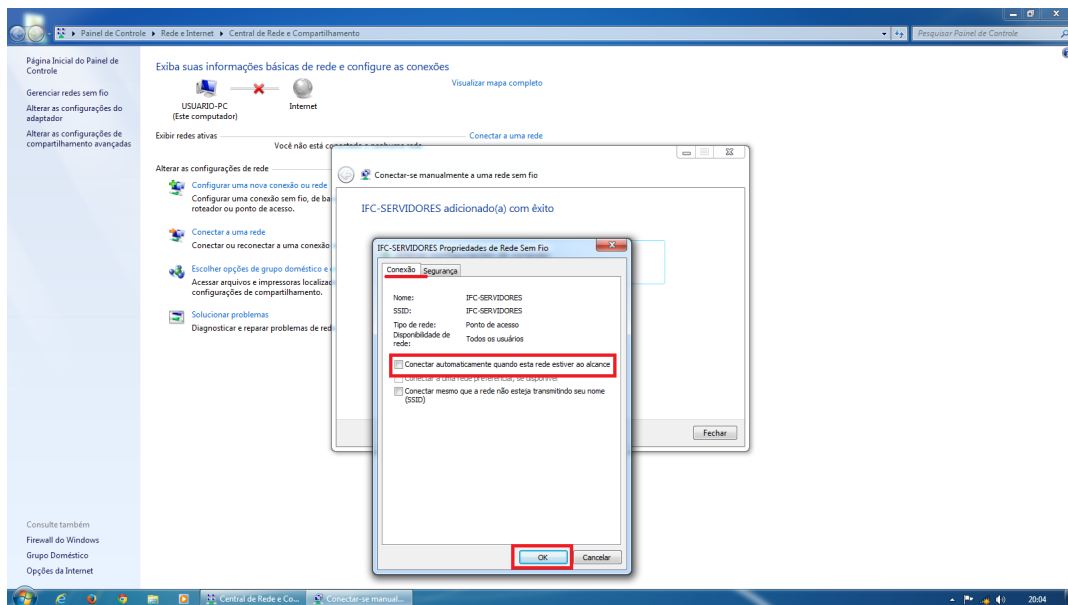 Painel de Controle ▸ Rede e Internet ▸ Central de Rede e Compartilhamento
Pesquisar Painel de Controle
Página Inicial do Painel de
Controle
Gerenciar redes sem fio
Alterar as configurações do
adaptador
Alterar as configurações de
compartilhamento avançadas
Exiba suas informações básicas de rede e configure as conexões
Visualizar mapa completo
USUARIO-PC
(Este computador)
Internet
Exibir redes ativas
Conectar a uma rede
Você não está conectado a nenhuma rede
Alterar as configurações de rede
Configurar uma nova conexão ou rede
Configurar uma conexão sem fio, de ba
roteador ou ponto de acesso.
Conectar a uma rede
Conectar ou reconectar a uma conexão
Escolher opções de grupo doméstico e
Acessar arquivos e impressoras localizad
configurações de compartilhamento.
Solucionar problemas
Diagnosticar e reparar problemas de red
Conectar-se manualmente a uma rede sem fio
IFC-SERVIDORES adicionado(a) com êxito
Fechar
IFC-SERVIDORES Propriedades de Rede Sem Fio
Conexão
Segurança
Nome: IFC-SERVIDORES
SSID: IFC-SERVIDORES
Tipo de rede: Ponto de acesso
Disponibilidade de
rede: Todos os usuários
Conectar automaticamente quando esta rede estiver ao alcance
Conectar a uma rede preferencial, se disponível
Conectar mesmo que a rede não esteja transmitindo seu nome
(SSID)
OK
Cancelar
Consulte também
Firewall do Windows
Grupo Doméstico
Opções da Internet
Central de Rede e Co...
Conectar-se manual...
20:04